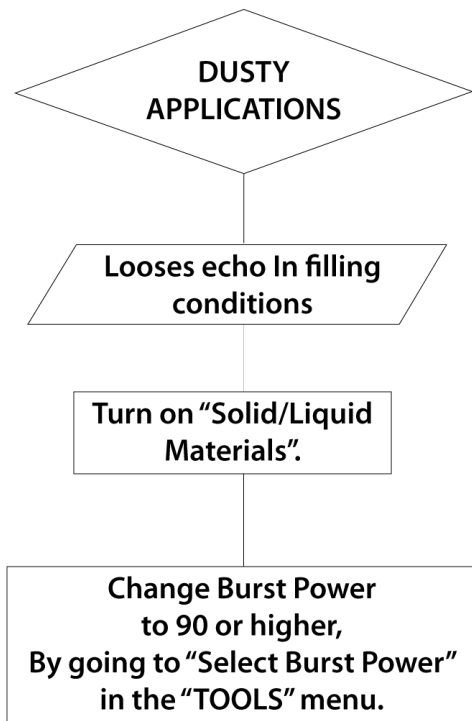 DUSTY
APPLICATIONS
Looses echo In filling
conditions
Turn on “Solid/Liquid
Materials”.
Change Burst Power
to 90 or higher,
By going to “Select Burst Power”
in the “TOOLS” menu.